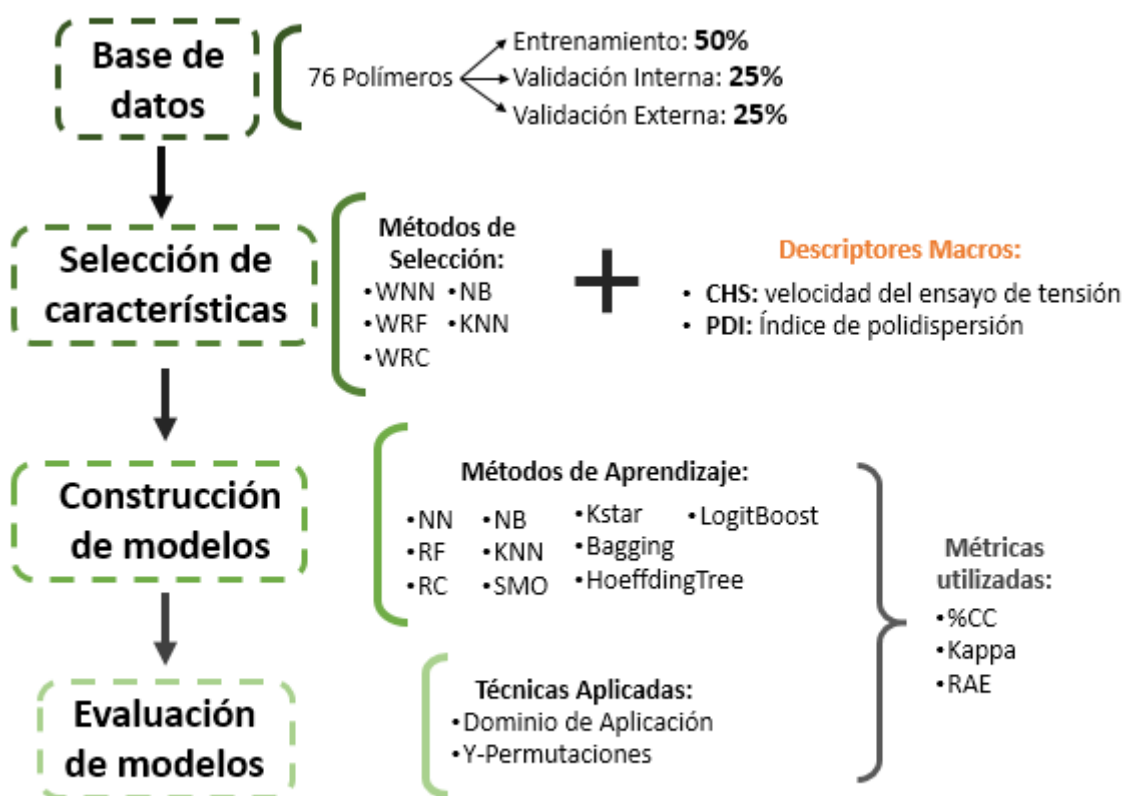 Base de
datos
76 Polímeros
Entrenamiento: 50%
Validación Interna: 25%
Validación Externa: 25%
Selección de
características
Métodos de
Selección:
•WNN •NB
•WRF •KNN
•WRC
+
Descriptores Macros:
• CHS: velocidad del ensayo de tensión
• PDI: Índice de polidispersión
Construcción
de modelos
Métodos de Aprendizaje:
•NN •NB •Kstar •LogitBoost
•RF •KNN •Bagging
•RC •SMO •HoeffdingTree
Métricas
utilizadas:
•%CC
•Kappa
•RAE
Evaluación
de modelos
Técnicas Aplicadas:
•Dominio de Aplicación
•Y-Permutaciones